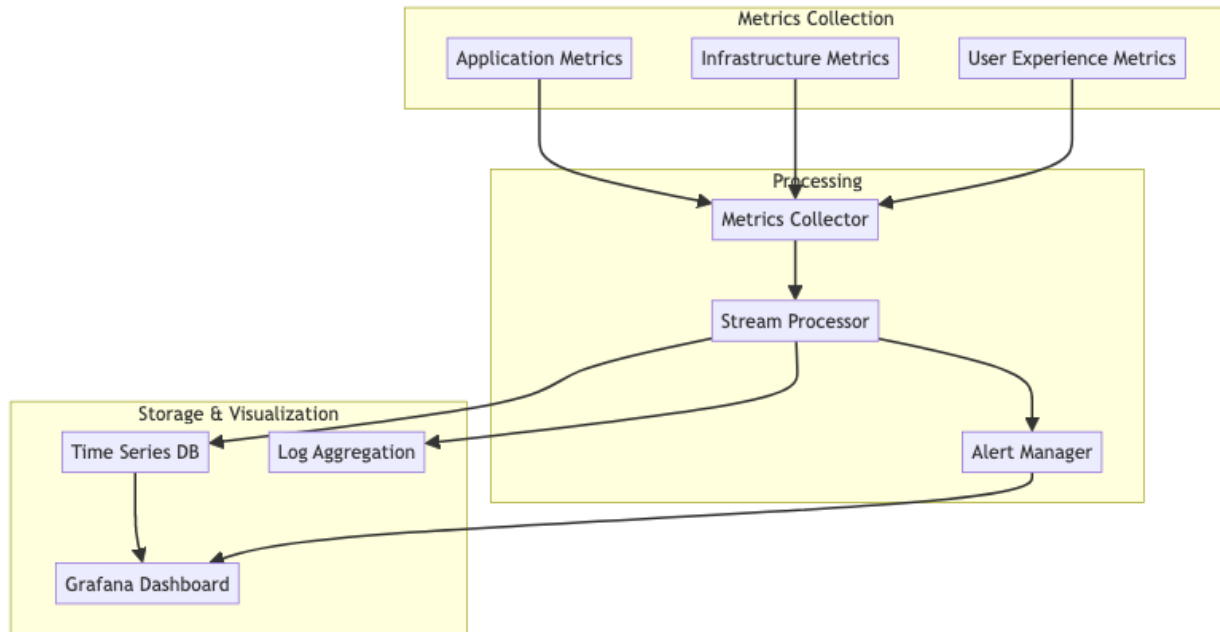 Metrics Collection
Application Metrics
Infrastructure Metrics
User Experience Metrics
Processing
Metrics Collector
Stream Processor
Storage & Visualization
Time Series DB
Log Aggregation
Alert Manager
Grafana Dashboard